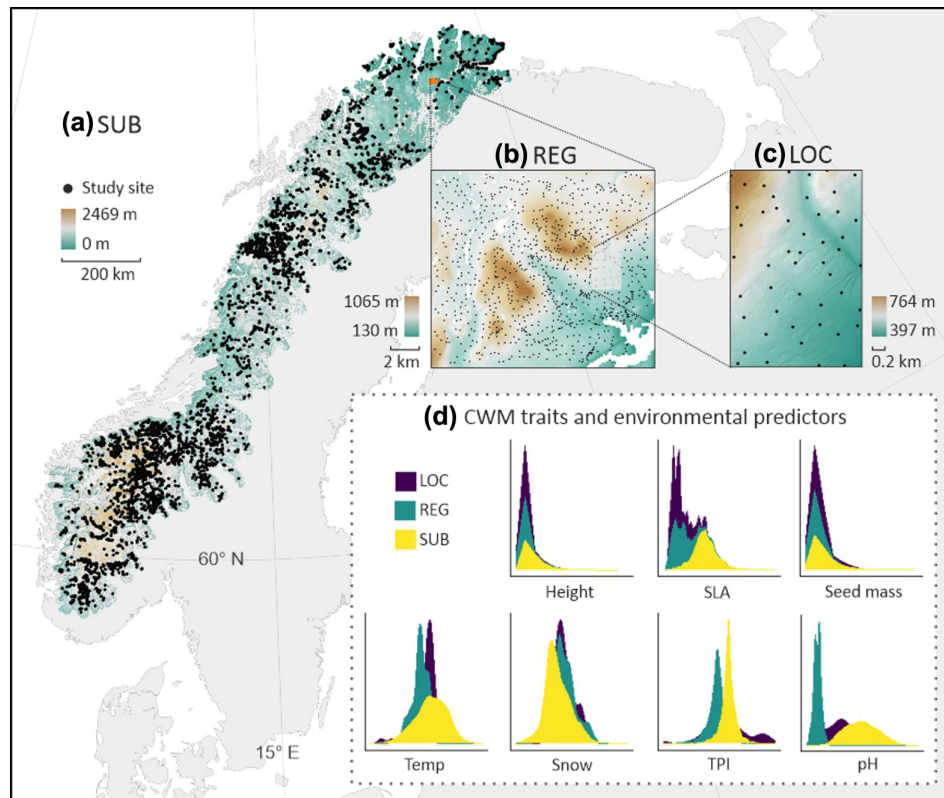 (a) SUB
Study site
2469 m
0 m
200 km
(b) REG
1065 m
130 m
2 km
(c) LOC
764 m
397 m
0.2 km
60° N
15° E
(d) CWM traits and environmental predictors
LOC
REG
SUB
Height
SLA
Seed mass
Temp
Snow
TPI
pH